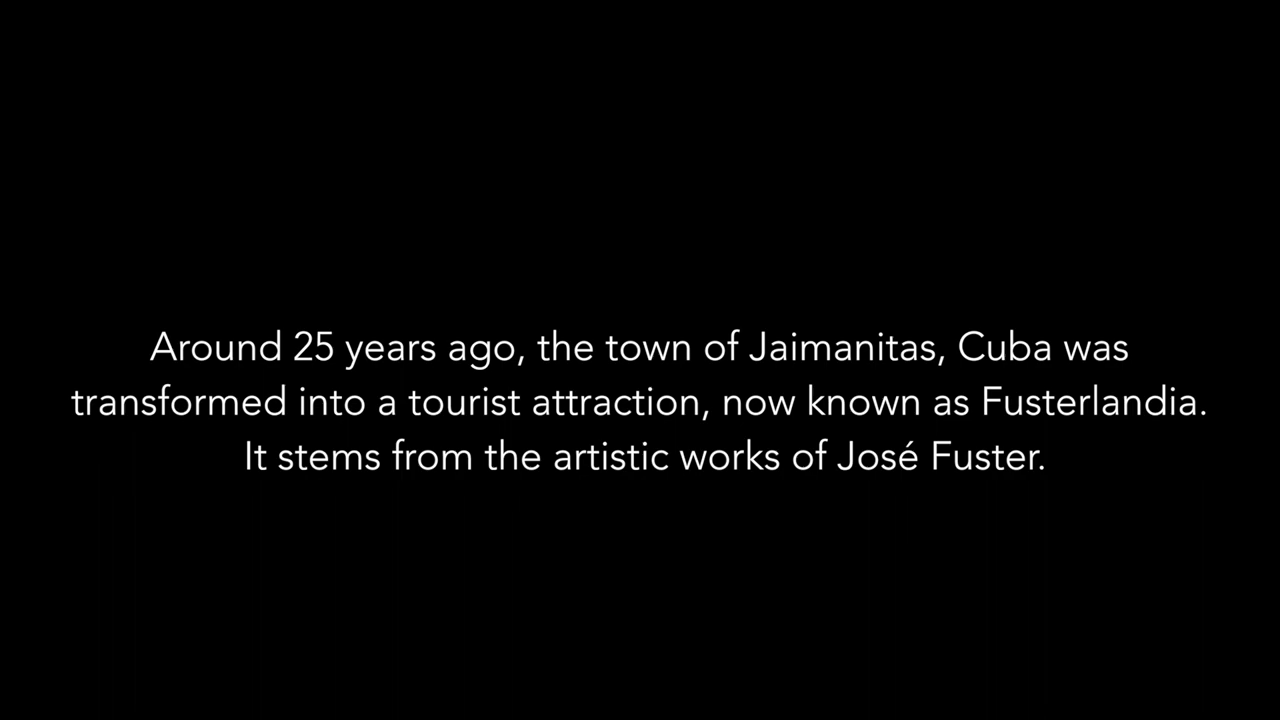 Around 25 years ago, the town of Jaimanitas, Cuba was
transformed into a tourist attraction, now known as Fusterlandia.
It stems from the artistic works of José Fuster.